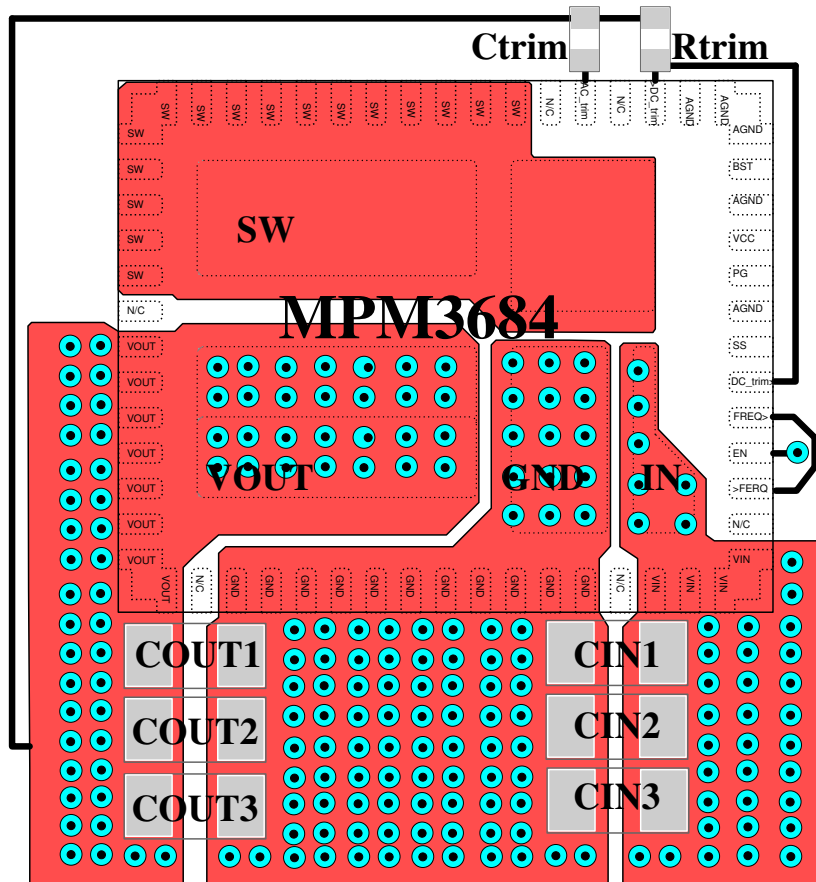 Ctrim Rtrim
SW SW SW SW SW SW SW SW SW SW SW N/C AC_trim N/C >DC_trim AGND AGND
SW AGND
SW BST
SW AGND
SW
SW VCC
SW PG
N/C MPM3684 AGND
VOUT SS
VOUT DC_trim>
VOUT FREQ>
VOUT EN
VOUT GND IN
VOUT >FERQ
VOUT N/C
VOUT VIN
VOUT N/C GND GND GND GND GND GND GND GND GND GND GND N/C VIN VIN VIN
COUT1 CIN1
COUT2 CIN2
COUT3 CIN3